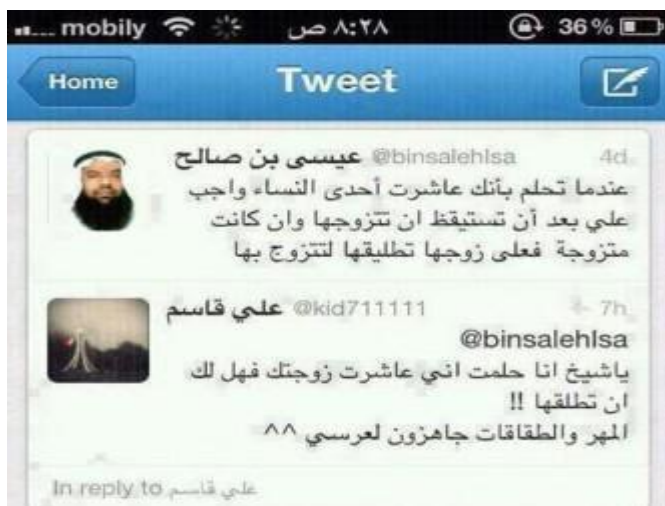 mobily ٨:٢٨ ص 36%
Home Tweet
عيسى بن صالح @binsalehIsa 4d
عندما تحلم بأنك عاشرت أحدى النساء واجب
علي بعد أن تستيقظ ان تتزوجها وان كانت
متزوجة فعلى زوجها تطليقها لتتزوج بها
علي قاسم @kid711111 7h
@binsalehIsa
ياشيخ انا حلمت اني عاشرت زوجتك فهل لك
ان تطلقها !!
المهر والطقاقات جاهزون لعرسي ^^
In reply to علي قاسم